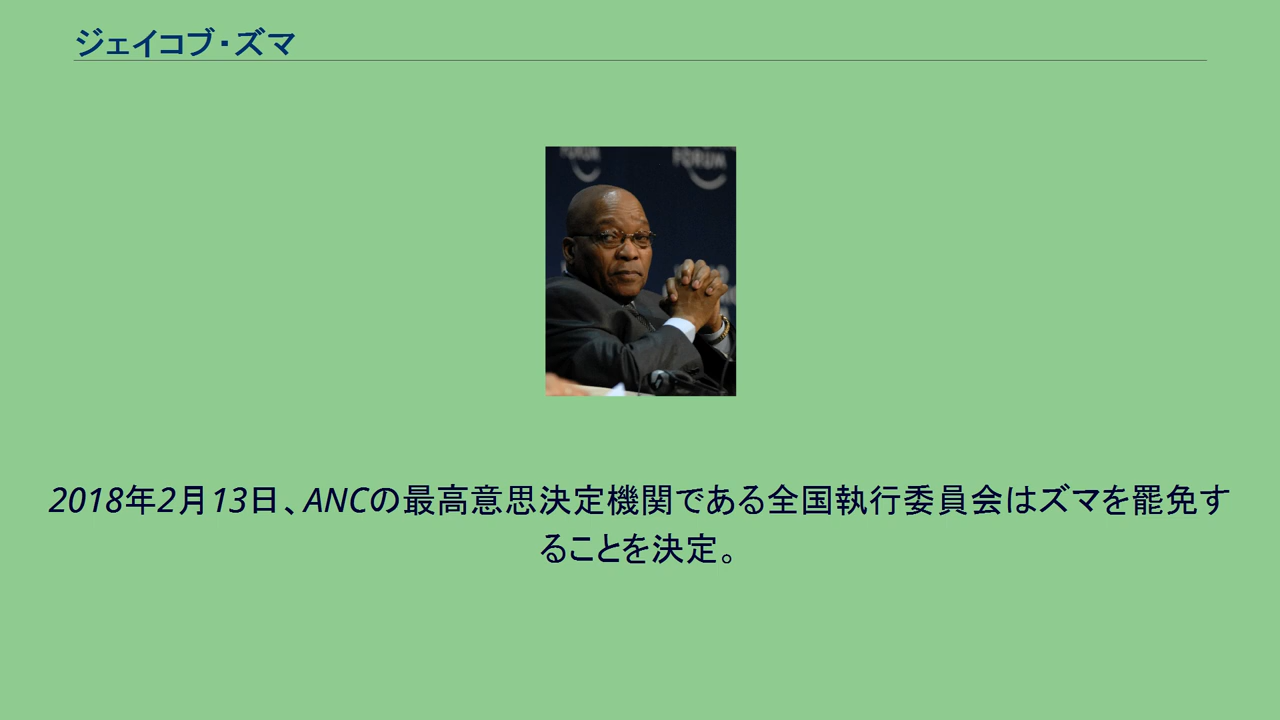 ジェイコブ・ズマ
FORUM
FORUM
2018年2月13日、ANCの最高意思決定機関である全国執行委員会はズマを罷免す
ることを決定。